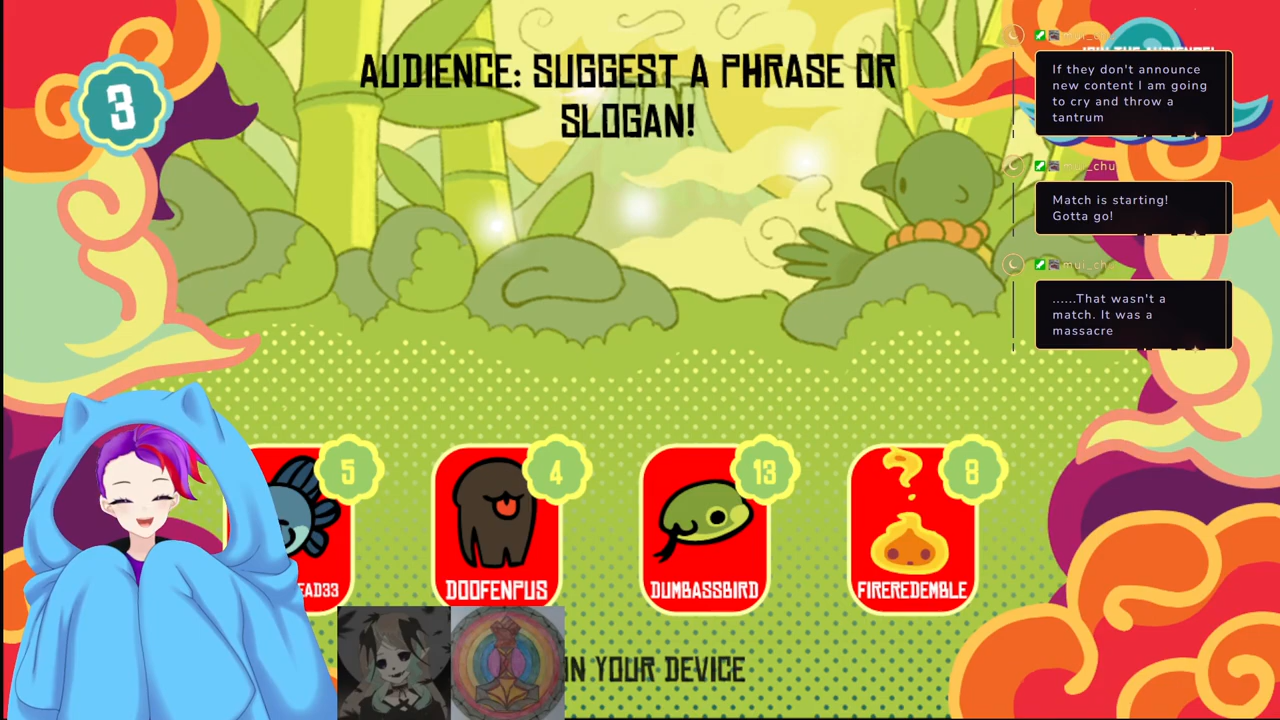 3
AUDIENCE: SUGGEST A PHRASE OR
SLOGAN!
If they don't announce
new content I am going
to cry and throw a
tantrum
mui_chu
Match is starting!
Gotta go!
......That wasn't a
match. It was a
massacre
5
4
13
8
EAD33
DOOFENPUS
DUMBASSBIRD
FIREREDEMBLE
IN YOUR DEVICE